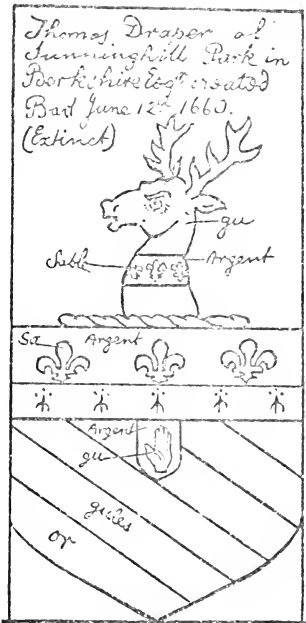 Thomas Draper of
Sunninghill Park in
Berkshire Esqr. created
Bart June 12th 1660.
(Extinct)
gu
Sable
Argent
Sa
Argent
Argent
gu
gules
or